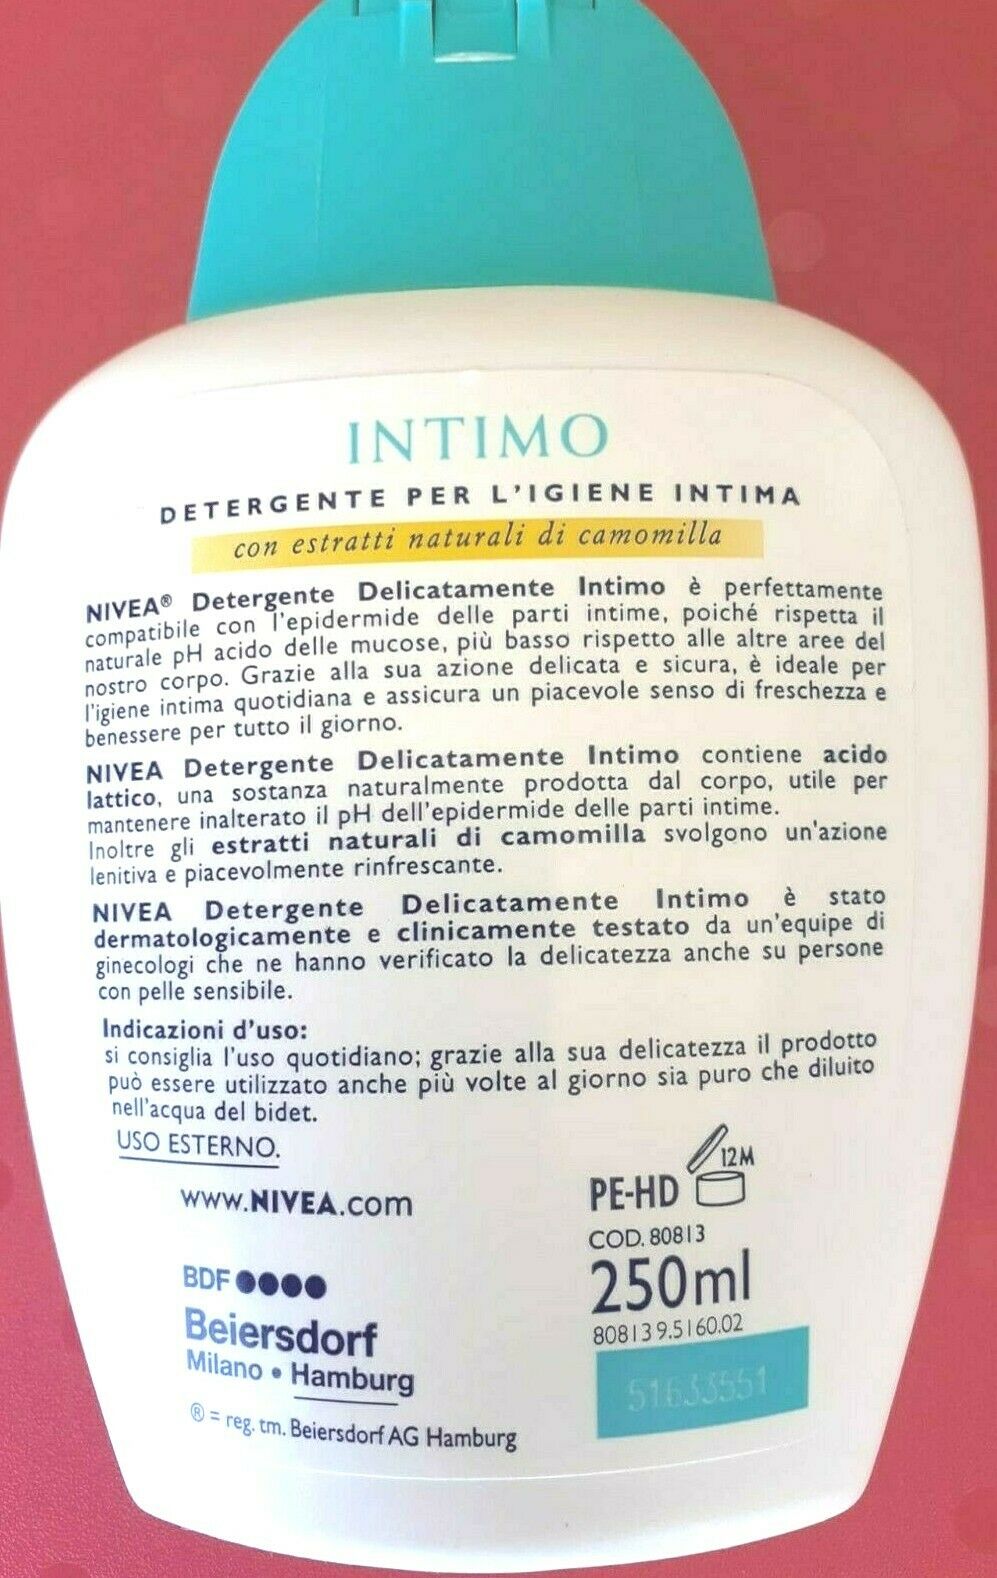 INTIMO
DETERGENTE PER L'IGIENE INTIMA
con estratti naturali di camomilla
NIVEA® Detergente Delicatamente Intimo è perfettamente
compatibile con l'epidermide delle parti intime, poiché rispetta il
naturale pH acido delle mucose, più basso rispetto alle altre aree del
nostro corpo. Grazie alla sua azione delicata e sicura, è ideale per
l'igiene intima quotidiana e assicura un piacevole senso di freschezza e
benessere per tutto il giorno.
NIVEA Detergente Delicatamente Intimo contiene acido
lattico, una sostanza naturalmente prodotta dal corpo, utile per
mantenere inalterato il pH dell'epidermide delle parti intime.
Inoltre gli estratti naturali di camomilla svolgono un'azione
lenitiva e piacevolmente rinfrescante.
NIVEA Detergente Delicatamente Intimo è stato
dermatologicamente e clinicamente testato da un'equipe di
ginecologi che ne hanno verificato la delicatezza anche su persone
con pelle sensibile.
Indicazioni d'uso:
si consiglia l'uso quotidiano; grazie alla sua delicatezza il prodotto
può essere utilizzato anche più volte al giorno sia puro che diluito
nell'acqua del bidet.
USO ESTERNO.
www.NIVEA.com
12M
PE-HD
COD. 80813
250ml
808139.5160.02
51633551
BDF
Beiersdorf
Milano • Hamburg
® = reg. tm. Beiersdorf AG Hamburg